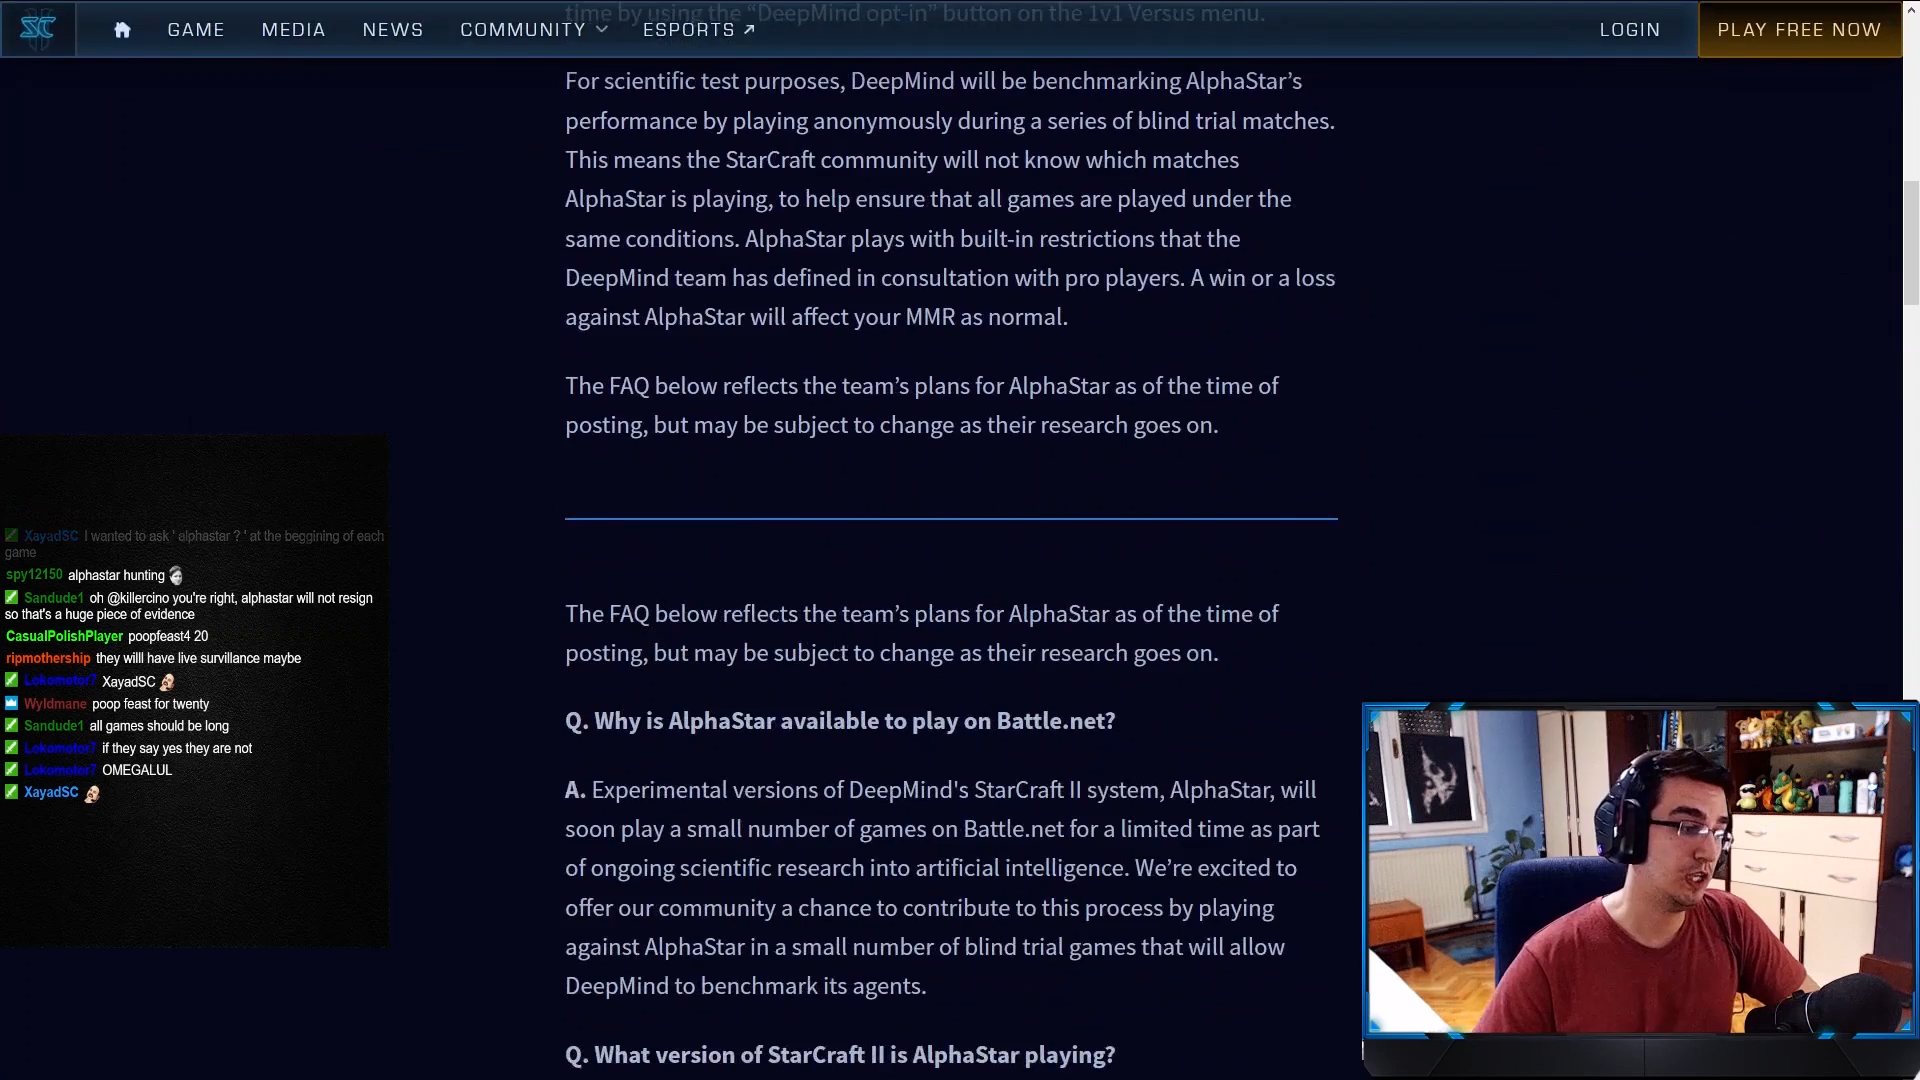 time by using the “DeepMind opt-in” button on the 1v1 Versus menu.
SC
GAME
MEDIA
NEWS
COMMUNITY
ESPORTS
LOGIN
PLAY FREE NOW
For scientific test purposes, DeepMind will be benchmarking AlphaStar’s
performance by playing anonymously during a series of blind trial matches.
This means the StarCraft community will not know which matches
AlphaStar is playing, to help ensure that all games are played under the
same conditions. AlphaStar plays with built-in restrictions that the
DeepMind team has defined in consultation with pro players. A win or a loss
against AlphaStar will affect your MMR as normal.
The FAQ below reflects the team’s plans for AlphaStar as of the time of
posting, but may be subject to change as their research goes on.
The FAQ below reflects the team’s plans for AlphaStar as of the time of
posting, but may be subject to change as their research goes on.
Q. Why is AlphaStar available to play on Battle.net?
A. Experimental versions of DeepMind's StarCraft II system, AlphaStar, will
soon play a small number of games on Battle.net for a limited time as part
of ongoing scientific research into artificial intelligence. We’re excited to
offer our community a chance to contribute to this process by playing
against AlphaStar in a small number of blind trial games that will allow
DeepMind to benchmark its agents.
Q. What version of StarCraft II is AlphaStar playing?
XayadSC I wanted to ask ' alphastar ? ' at the beggining of each
game
spy12150 alphastar hunting
Sandude1 oh @killercino you're right, alphastar will not resign
so that's a huge piece of evidence
CasualPolishPlayer poopfeast4 20
ripmothership they willl have live survillance maybe
Lokomotor7 XayadSC
Wyldmane poop feast for twenty
Sandude1 all games should be long
Lokomotor7 if they say yes they are not
Lokomotor7 OMEGALUL
XayadSC